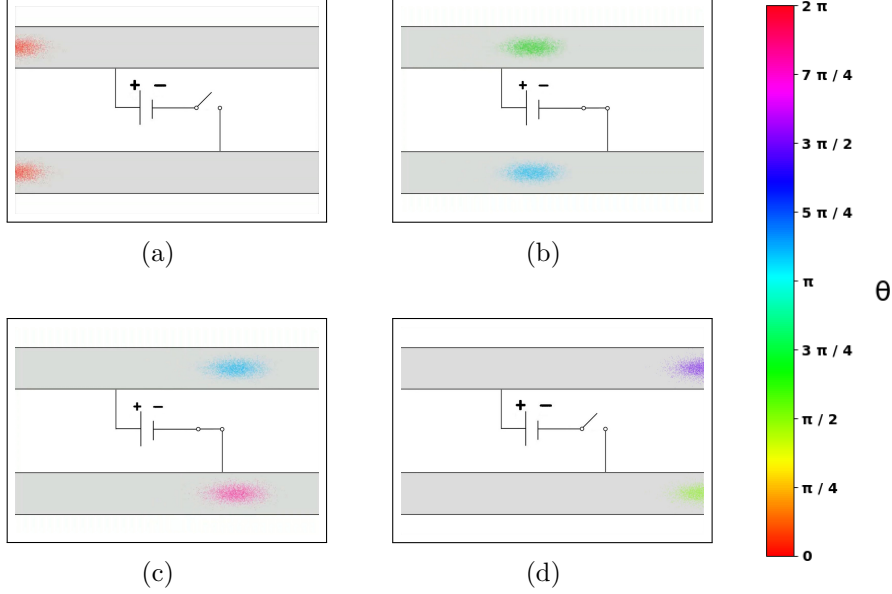 + −
(a)
+ −
(b)
+ −
(c)
+ −
(d)
2 π
7 π / 4
3 π / 2
5 π / 4
π
3 π / 4
π / 2
π / 4
0
θ